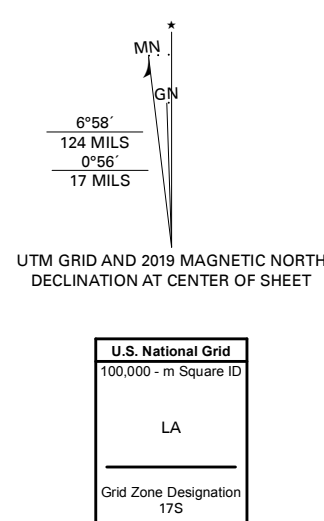 MN
GN
6°58´
124 MILS
0°56´
17 MILS
UTM GRID AND 2019 MAGNETIC NORTH
DECLINATION AT CENTER OF SHEET
U.S. National Grid
100,000 - m Square ID
LA
Grid Zone Designation
17S